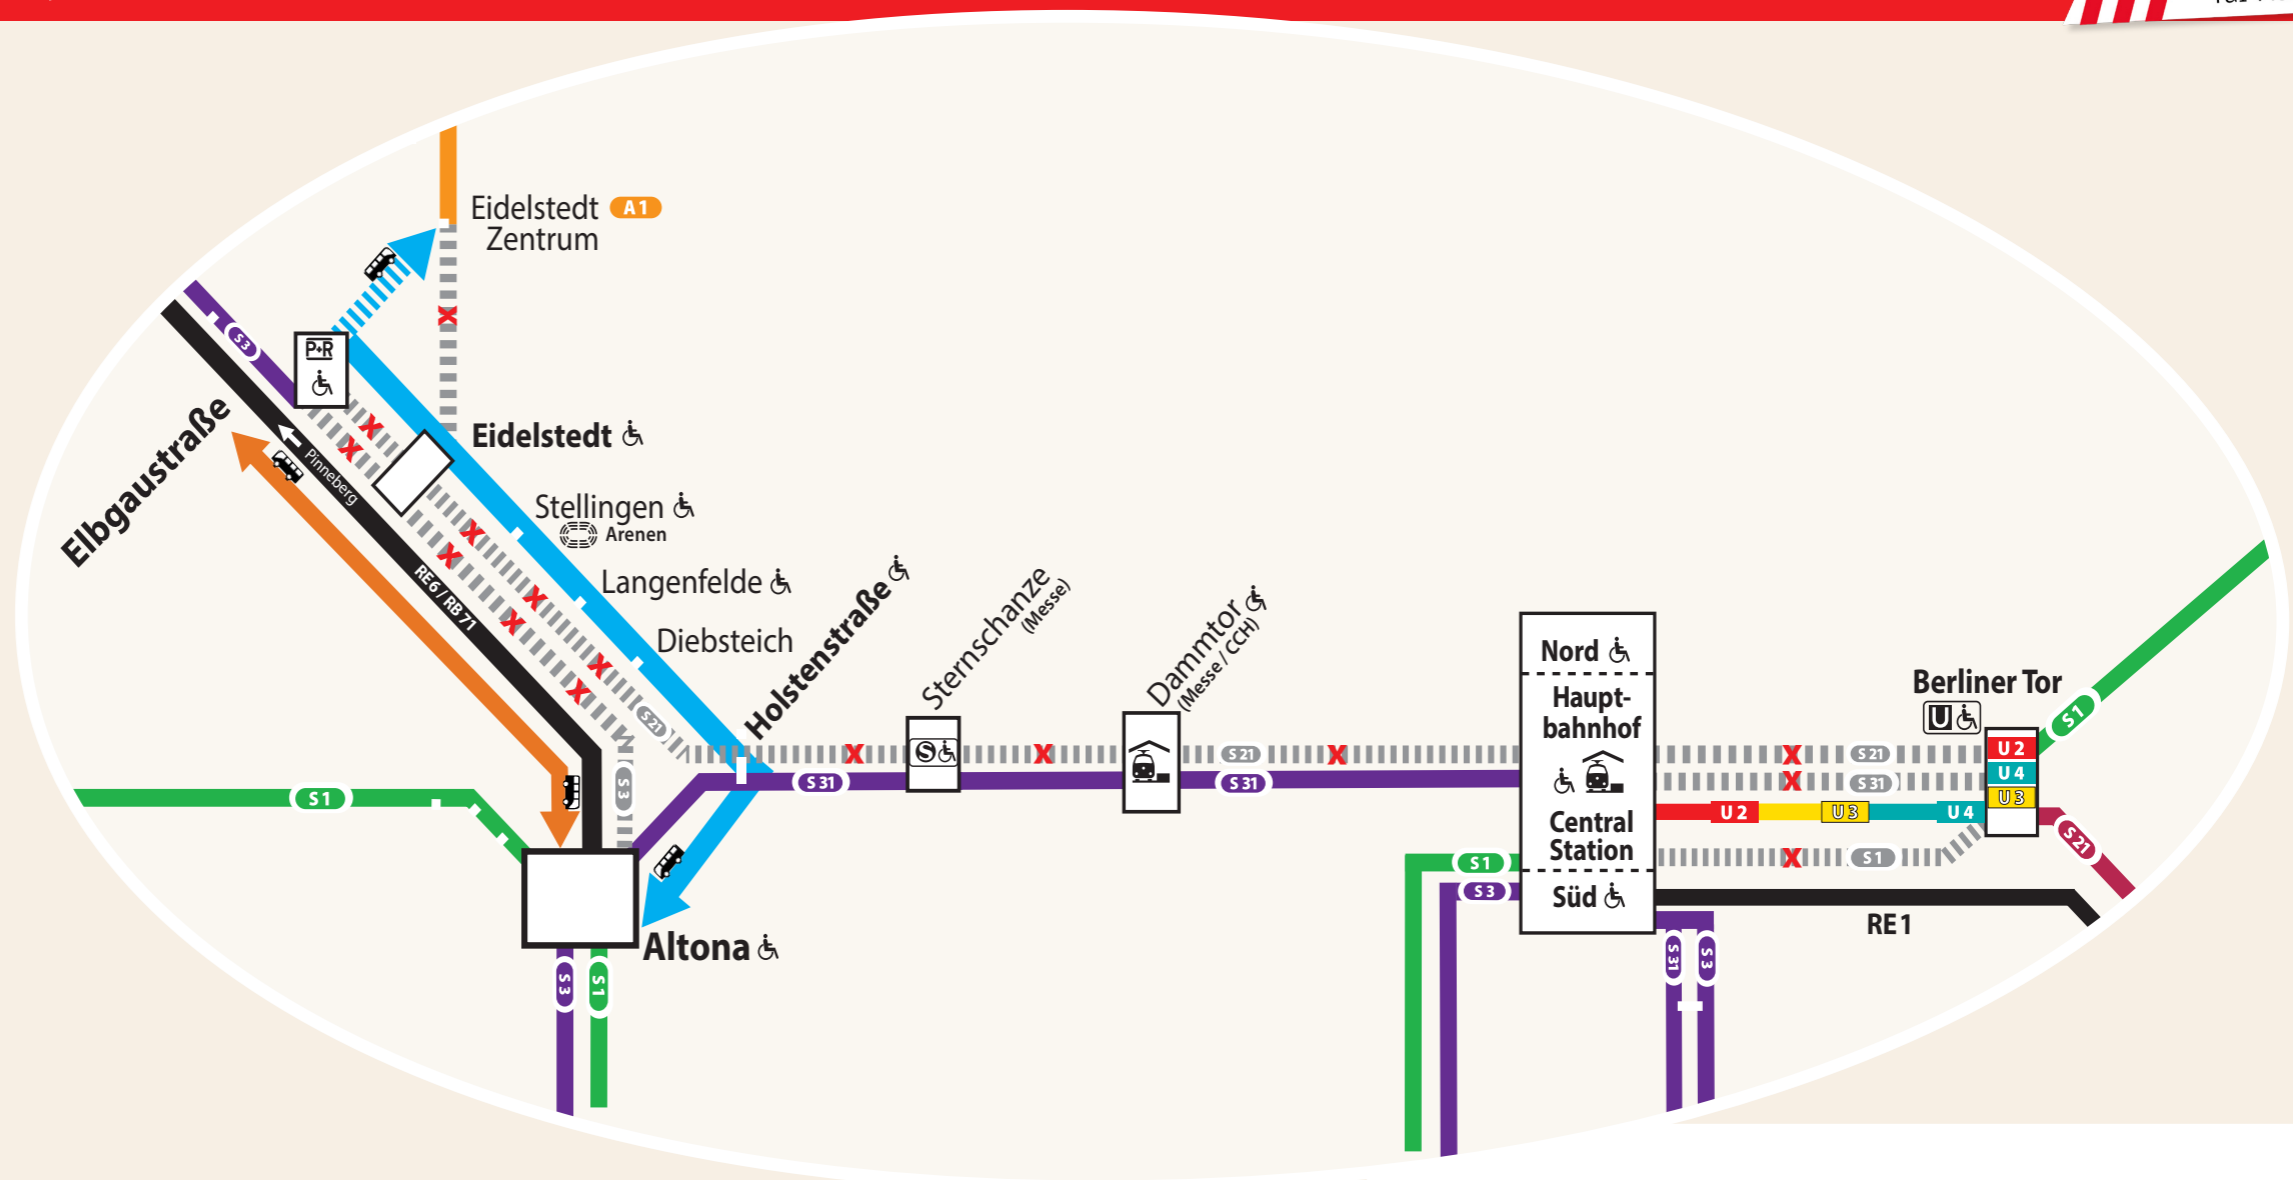 Eidelstedt A1
Zentrum
S3
P+R
Elbgaustraße
Pinneberg
Eidelstedt
Stellingen
Arenen
RE6 / RB71
Langenfelde
Diebsteich
Holstenstraße
Sternschanze
(Messe)
Dammtor
(Messe / CCH)
S21
S3
S1
S31
S
S21
S31
Nord
Haupt-
bahnhof
Central
Station
Süd
S1
S3
S21
S31
U2 U3 U4
S1
Berliner Tor
U
U2
U4
U3
S1
S21
RE1
Altona
S3
S1
S31
S3